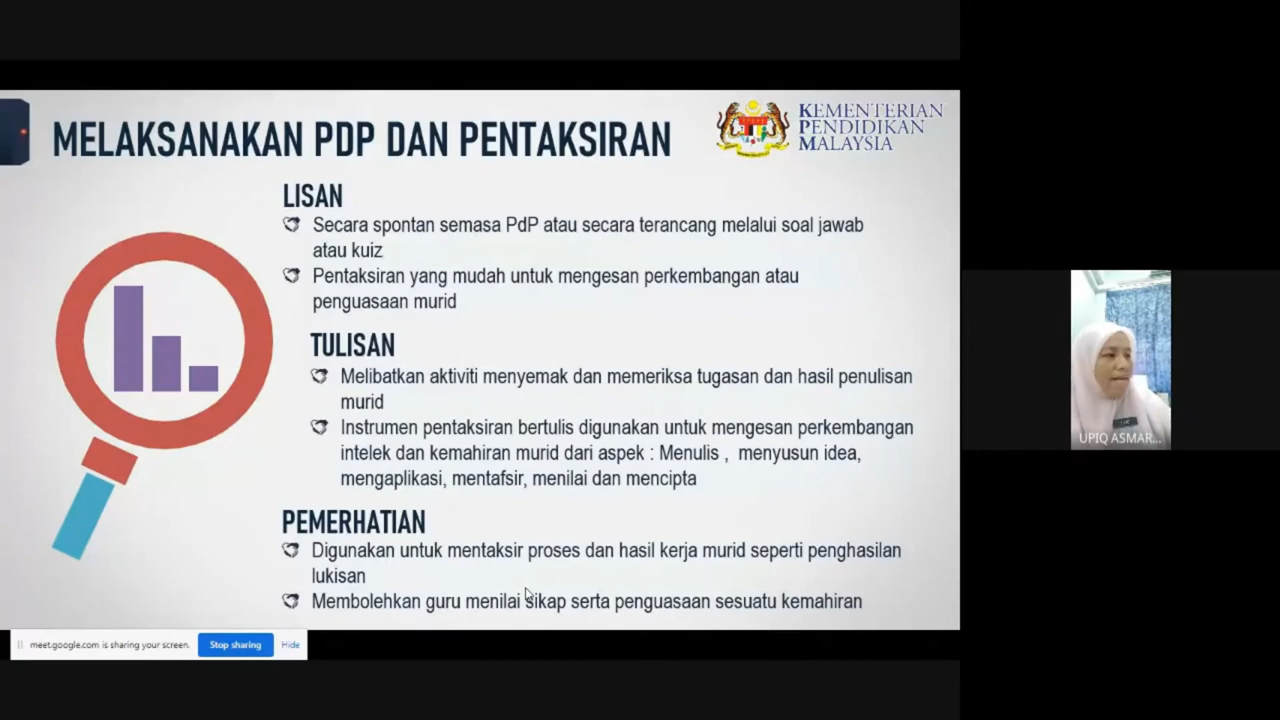 MELAKSANAKAN PDP DAN PENTAKSIRAN
KEMENTERIAN
PENDIDIKAN
MALAYSIA
LISAN
Secara spontan semasa PdP atau secara terancang melalui soal jawab
atau kuiz
Pentaksiran yang mudah untuk mengesan perkembangan atau
penguasaan murid
TULISAN
Melibatkan aktiviti menyemak dan memeriksa tugasan dan hasil penulisan
murid
Instrumen pentaksiran bertulis digunakan untuk mengesan perkembangan
intelek dan kemahiran murid dari aspek : Menulis , menyusun idea,
mengaplikasi, mentafsir, menilai dan mencipta
PEMERHATIAN
Digunakan untuk mentaksir proses dan hasil kerja murid seperti penghasilan
lukisan
Membolehkan guru menilai sikap serta penguasaan sesuatu kemahiran
meet.google.com is sharing your screen.
Stop sharing
Hide
UPIQ ASMAR...